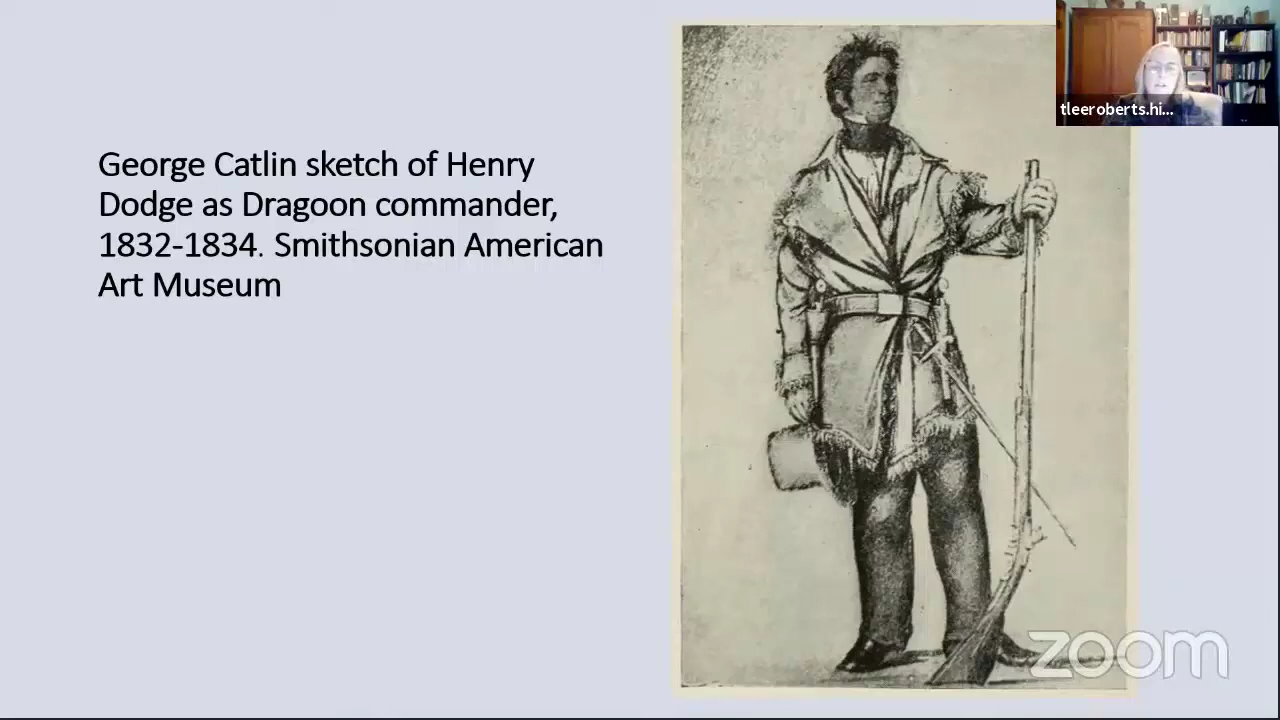 George Catlin sketch of Henry
Dodge as Dragoon commander,
1832-1834. Smithsonian American
Art Museum
tleeroberts.hi...
zoom